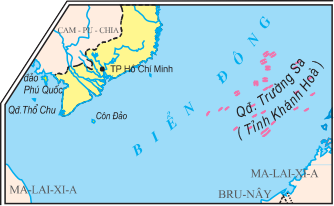 CAM - PU - CHIA
TP Hồ Chí Minh
đảo
Phú Quốc
Qd.Thổ Chu
Côn Đảo
BIỂN ĐÔNG
Qđ. Trường Sa
( Tỉnh Khánh Hoà )
MA-LAI-XI-A
MA-LAI-XI-A
BRU-NÂY